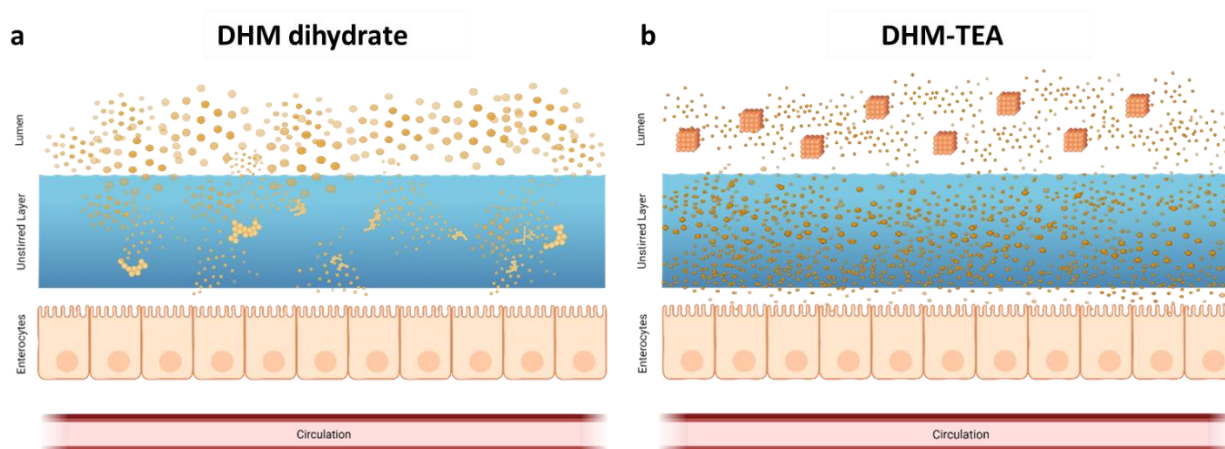 a
DHM dihydrate
Lumen
Unstirred Layer
Enterocytes
Circulation
b
DHM-TEA
Lumen
Unstirred Layer
Enterocytes
Circulation